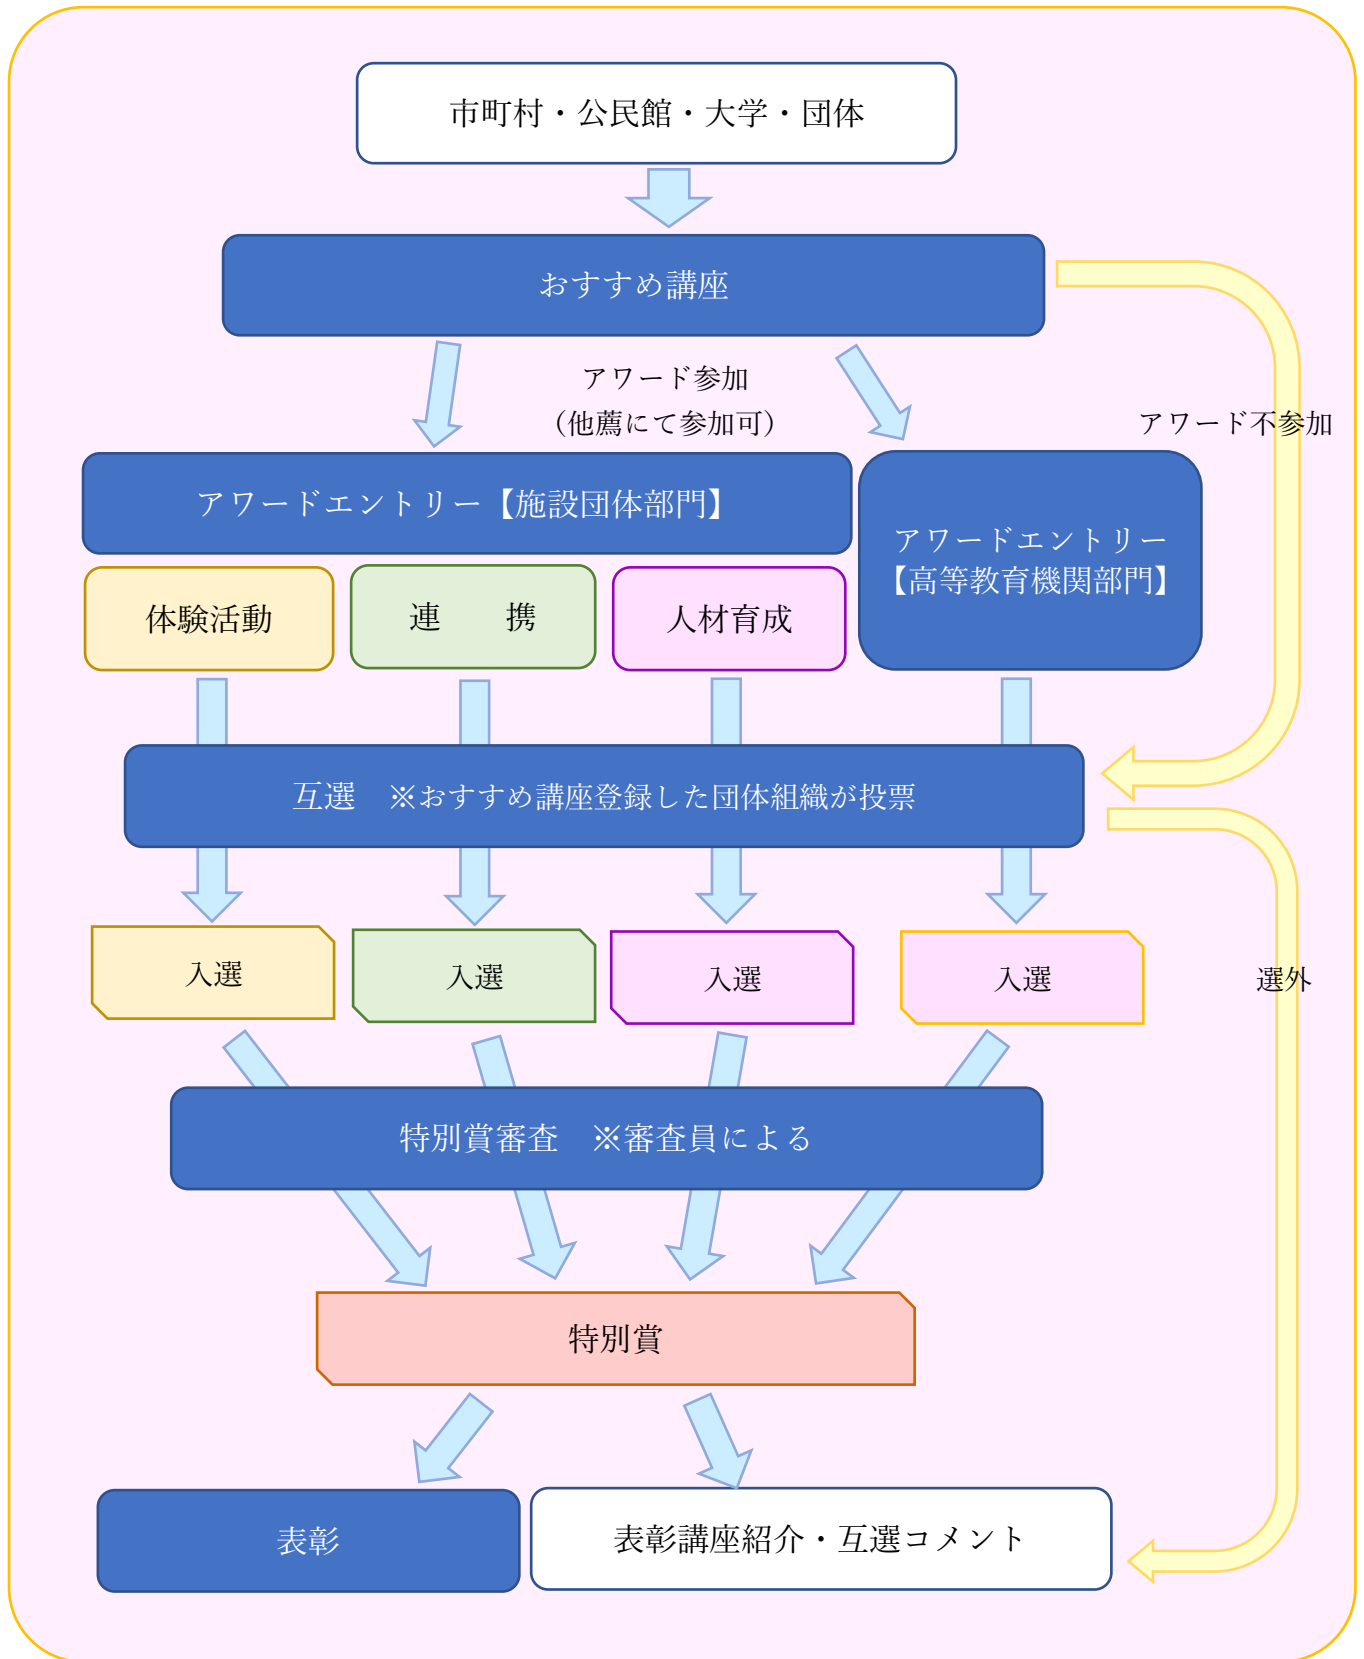 市町村・公民館・大学・団体
おすすめ講座
アワード参加
（他薦にて参加可）
アワード不参加
アワードエントリー【施設団体部門】
アワードエントリー
【高等教育機関部門】
体験活動
連　　携
人材育成
互選　※おすすめ講座登録した団体組織が投票
入選
入選
入選
入選
選外
特別賞審査　※審査員による
特別賞
表彰
表彰講座紹介・互選コメント